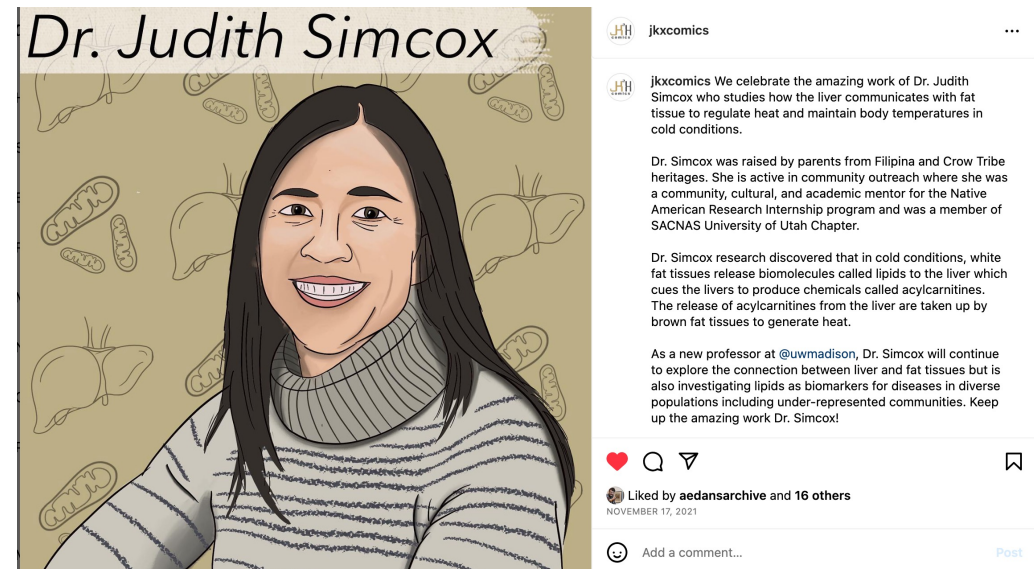 Dr. Judith Simcox
JKX
COMICS
jkxcomics
JKX
COMICS
jkxcomics We celebrate the amazing work of Dr. Judith
Simcox who studies how the liver communicates with fat
tissue to regulate heat and maintain body temperatures in
cold conditions.
Dr. Simcox was raised by parents from Filipina and Crow Tribe
heritages. She is active in community outreach where she was
a community, cultural, and academic mentor for the Native
American Research Internship program and was a member of
SACNAS University of Utah Chapter.
Dr. Simcox research discovered that in cold conditions, white
fat tissues release biomolecules called lipids to the liver which
cues the livers to produce chemicals called acylcarnitines.
The release of acylcarnitines from the liver are taken up by
brown fat tissues to generate heat.
As a new professor at @uwmadison, Dr. Simcox will continue
to explore the connection between liver and fat tissues but is
also investigating lipids as biomarkers for diseases in diverse
populations including under-represented communities. Keep
up the amazing work Dr. Simcox!
Liked by aedansarchive and 16 others
NOVEMBER 17, 2021
Add a comment...
Post